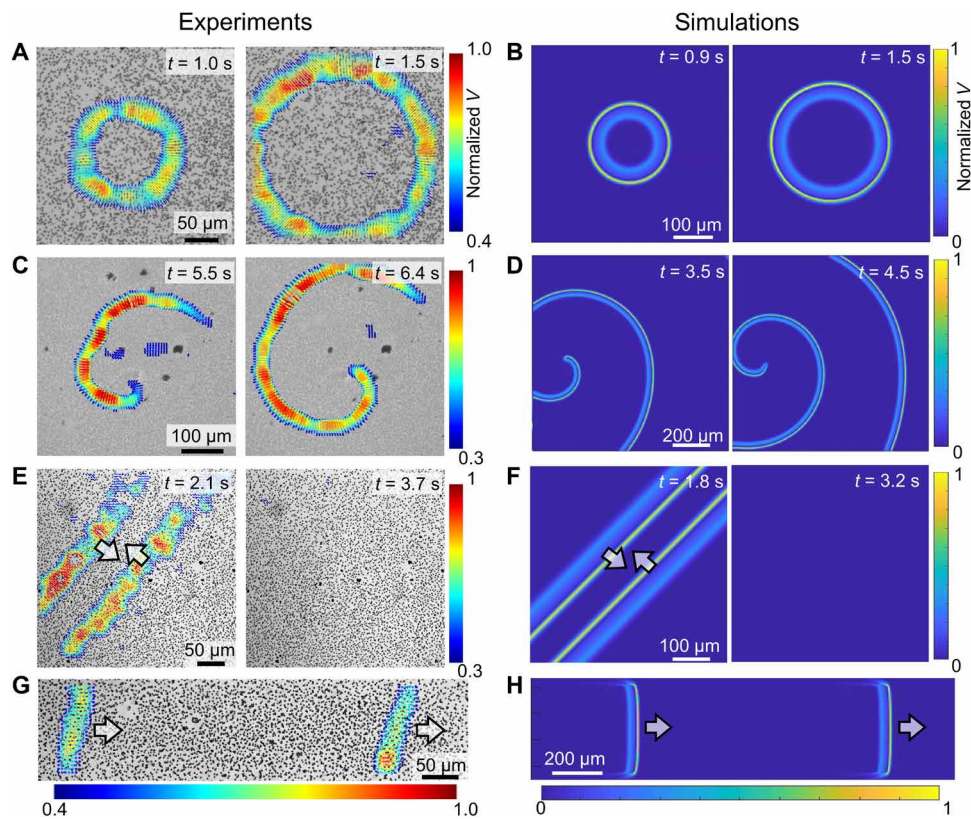 Experiments
Simulations
A
t = 1.0 s
t = 1.5 s
50 µm
1.0
Normalized V
0.4
B
t = 0.9 s
t = 1.5 s
100 µm
1
Normalized V
0
C
t = 5.5 s
t = 6.4 s
100 µm
1
0.3
D
t = 3.5 s
t = 4.5 s
200 µm
1
0
E
t = 2.1 s
t = 3.7 s
50 µm
1
0.3
F
t = 1.8 s
t = 3.2 s
100 µm
1
0
G
50 µm
0.4
1.0
H
200 µm
0
1